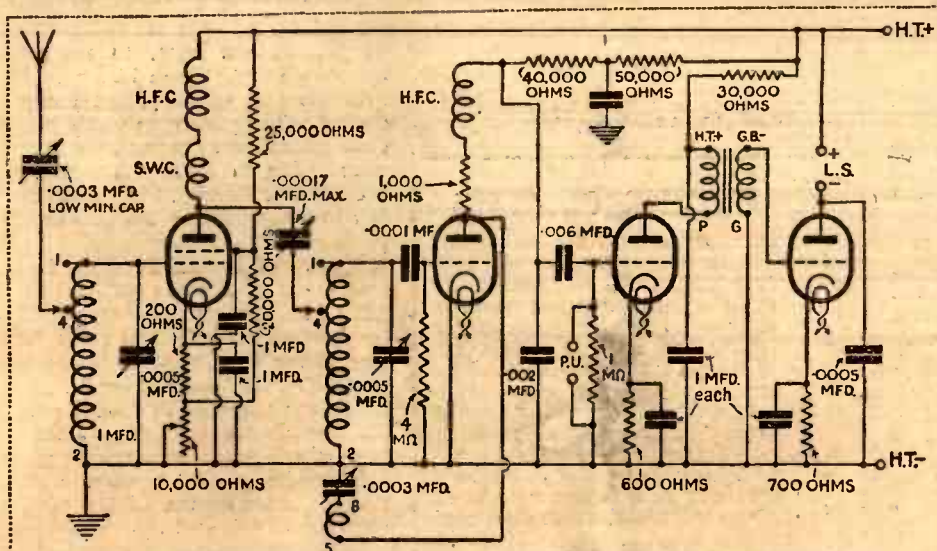 H.T.+
H.F.C
S.W.C.
25,000 OHMS
.0003 MFD.
LOW MIN. CAP.
.00017
MFD. MAX.
H.F.C.
1,000
OHMS
40,000
OHMS
50,000
OHMS
30,000
OHMS
H.T.+
G.B.-
P
G
+
L.S.
-
1
4
200
OHMS
.0005
MFD.
.1 MFD
.1 MFD.
1 MFD.
2
10,000 OHMS
.0001 MF
1
4
.0005
MFD.
4
MΩ
2
.0003 MFD.
8
5
.002
MFD
.006 MFD.
P.U.
1
MΩ
600 OHMS
1 MFD.
each
700 OHMS
.0005
MFD.
H.T.-